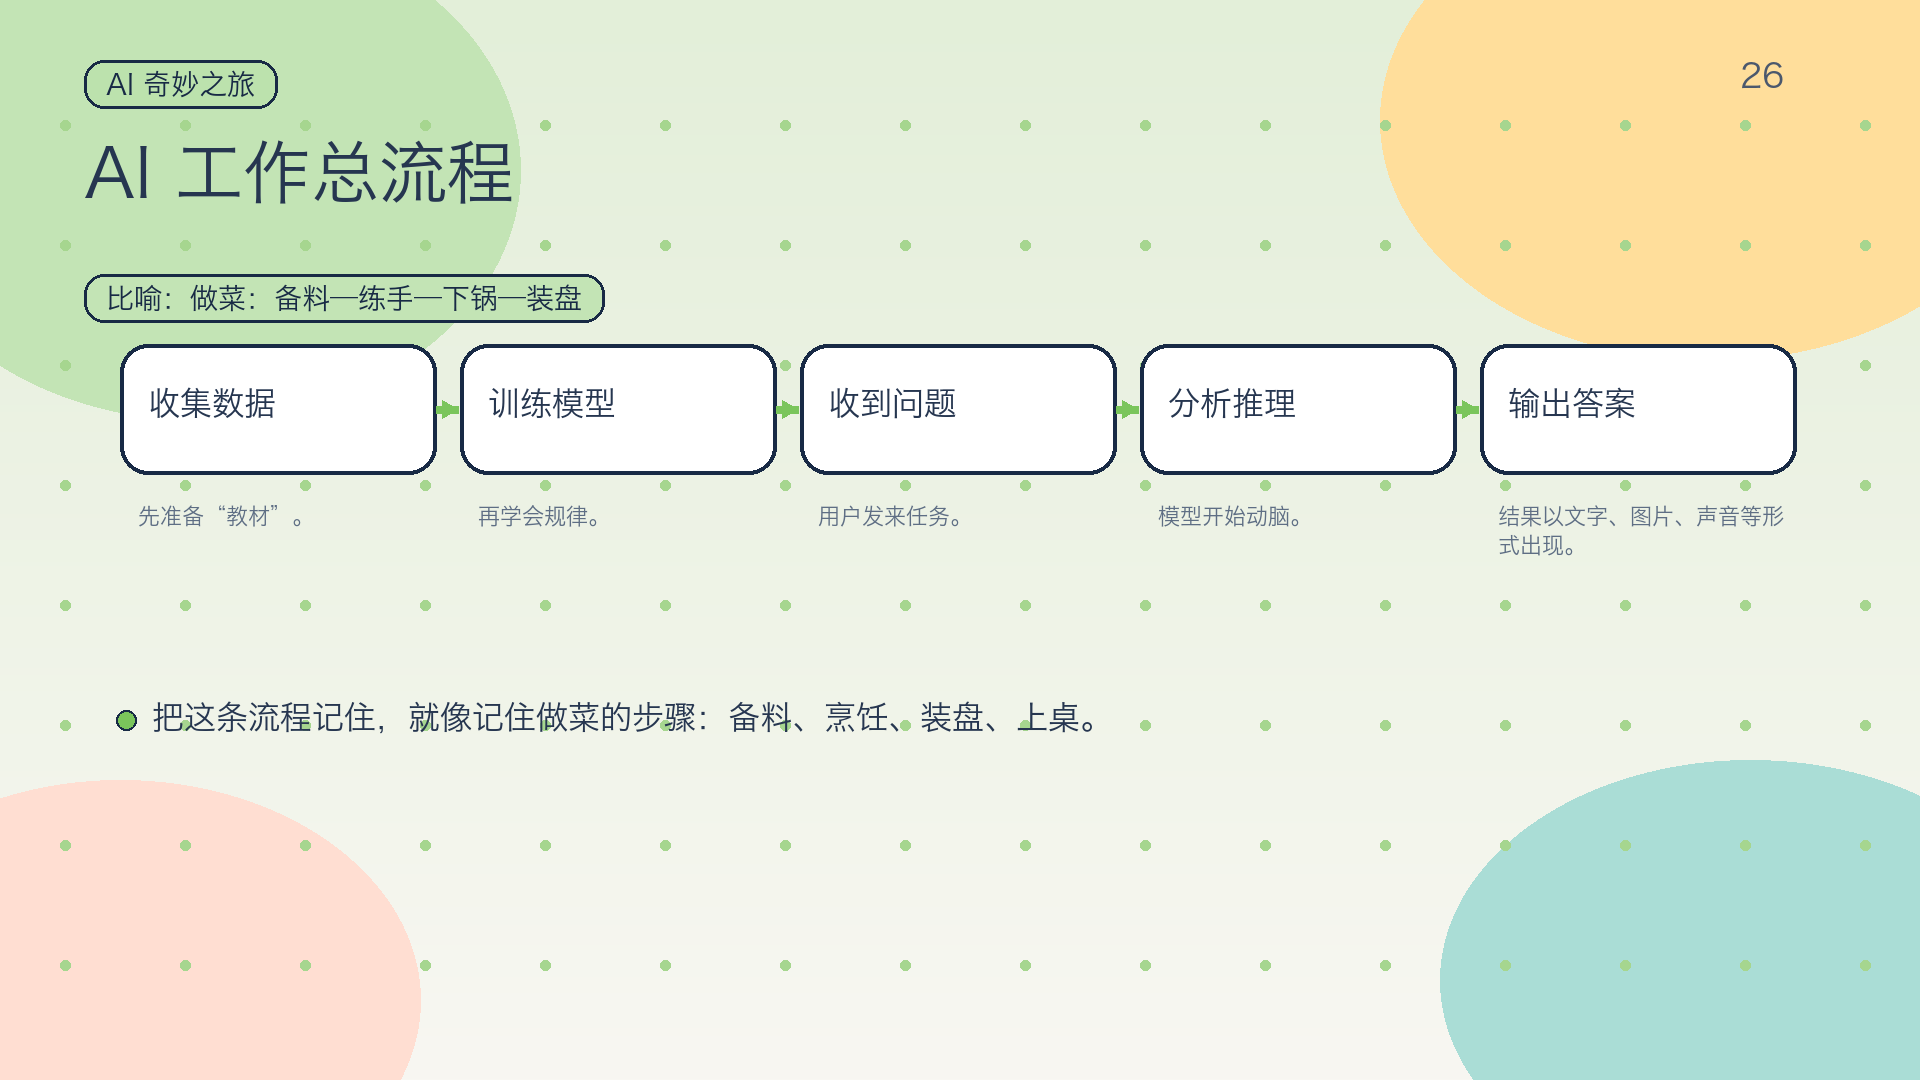 AI 奇妙之旅
26
AI 工作总流程
比喻：做菜：备料—练手—下锅—装盘
收集数据
训练模型
收到问题
分析推理
输出答案
先准备“教材”。
再学会规律。
用户发来任务。
模型开始动脑。
结果以文字、图片、声音等形
式出现。
把这条流程记住，就像记住做菜的步骤：备料、烹饪、装盘、上桌。